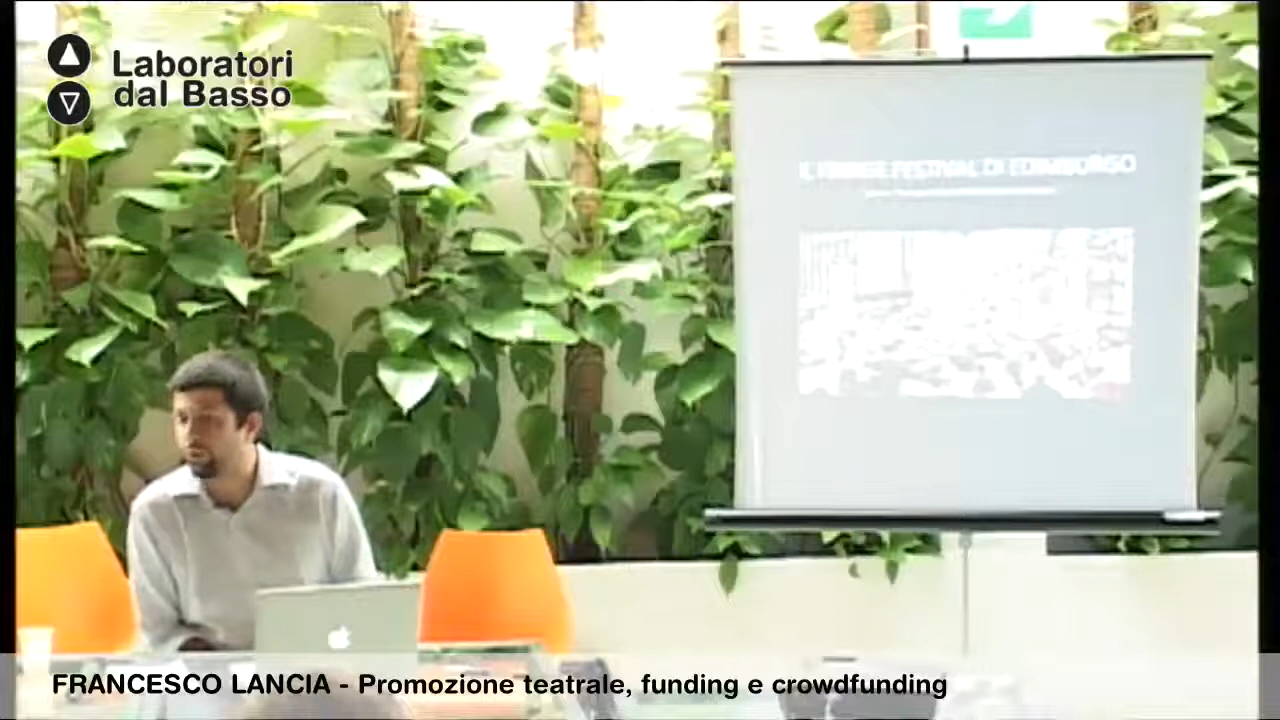 Laboratori
dal Basso
IL FRINGE FESTIVAL DI EDIMBURGO
FRANCESCO LANCIA - Promozione teatrale, funding e crowdfunding